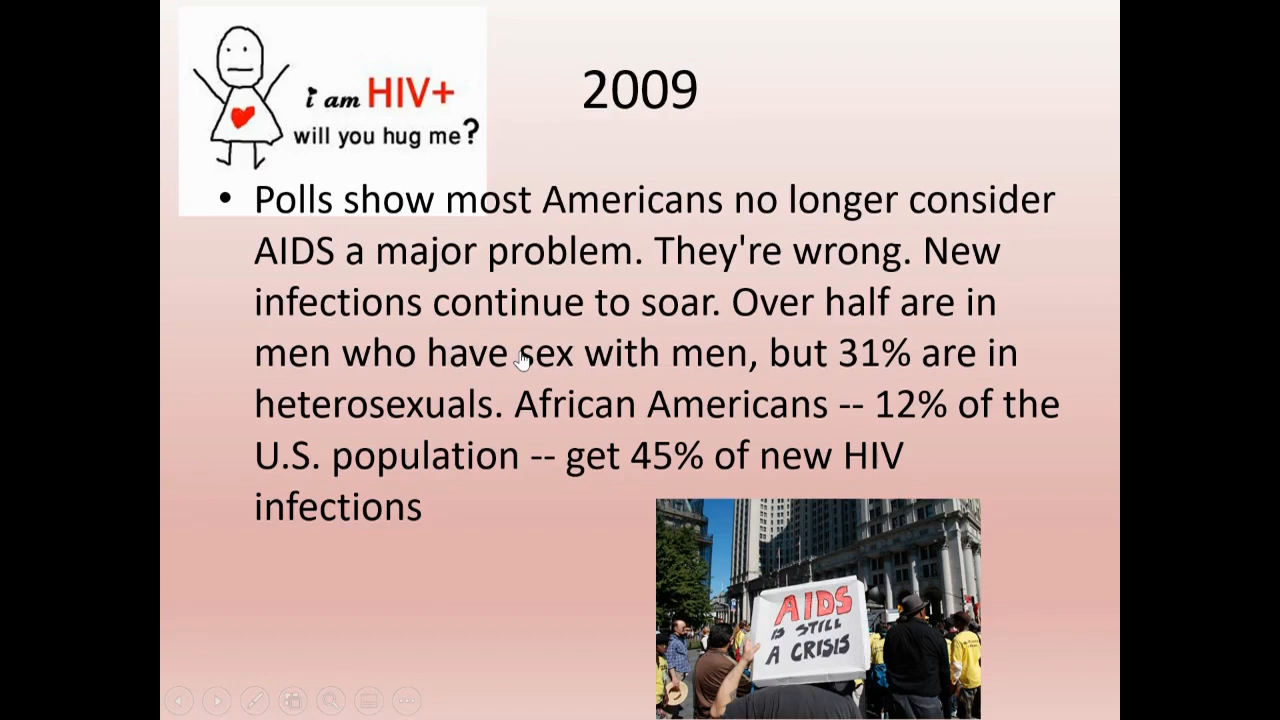 i am HIV+
will you hug me?
2009
• Polls show most Americans no longer consider
AIDS a major problem. They're wrong. New
infections continue to soar. Over half are in
men who have sex with men, but 31% are in
heterosexuals. African Americans -- 12% of the
U.S. population -- get 45% of new HIV
infections
AIDS
IS STILL
A CRISIS